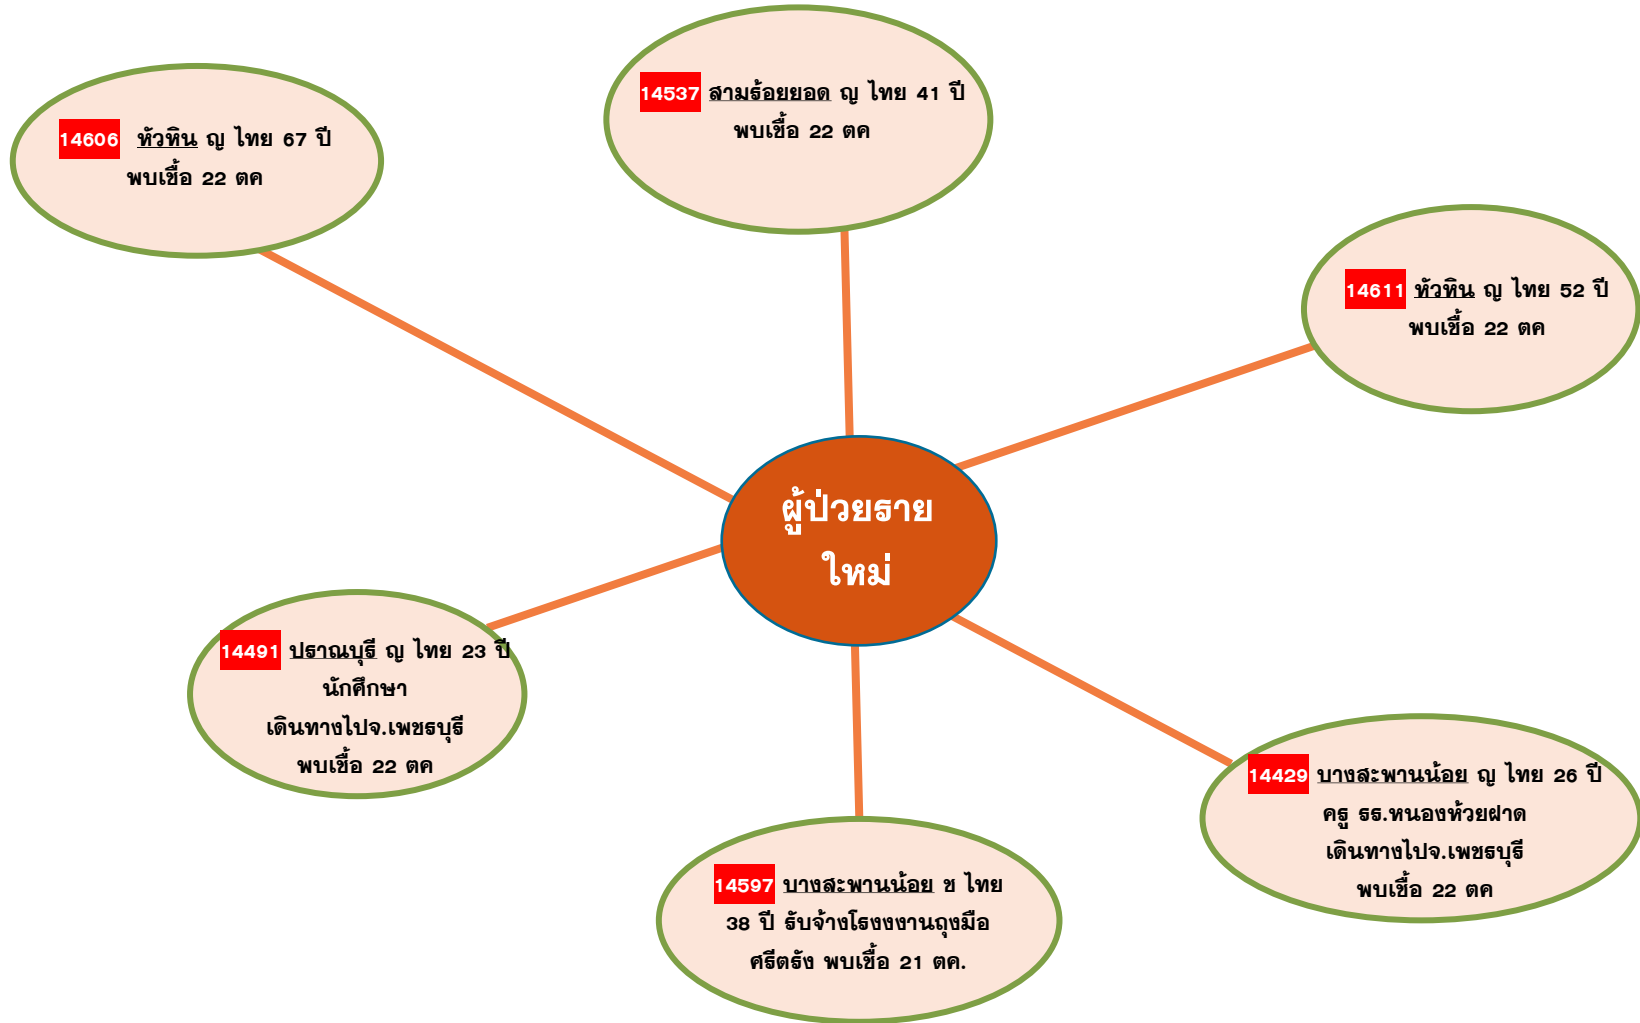 14537 สามร้อยยอด ญ ไทย 41 ปี
พบเชื้อ 22 ตค
14606 หัวหิน ญ ไทย 67 ปี
พบเชื้อ 22 ตค
14611 หัวหิน ญ ไทย 52 ปี
พบเชื้อ 22 ตค
ผู้ป่วยราย
ใหม่
14491 ปราณบุรี ญ ไทย 23 ปี
นักศึกษา
เดินทางไปจ.เพชรบุรี
พบเชื้อ 22 ตค
14429 บางสะพานน้อย ญ ไทย 26 ปี
ครู รร.หนองห้วยฝาด
เดินทางไปจ.เพชรบุรี
พบเชื้อ 22 ตค
14597 บางสะพานน้อย ช ไทย
38 ปี รับจ้างโรงงงานถุงมือ
ศรีตรัง พบเชื้อ 21 ตค.